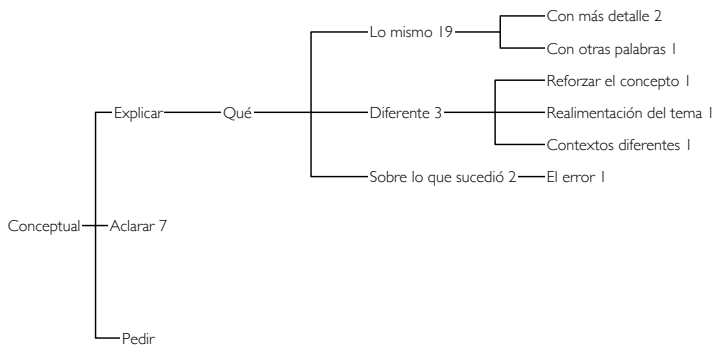 Con más detalle 2
Lo mismo 19
Con otras palabras 1
Reforzar el concepto 1
Explicar
Qué
Diferente 3
Realimentación del tema 1
Contextos diferentes 1
Sobre lo que sucedió 2
El error 1
Conceptual
Aclarar 7
Pedir